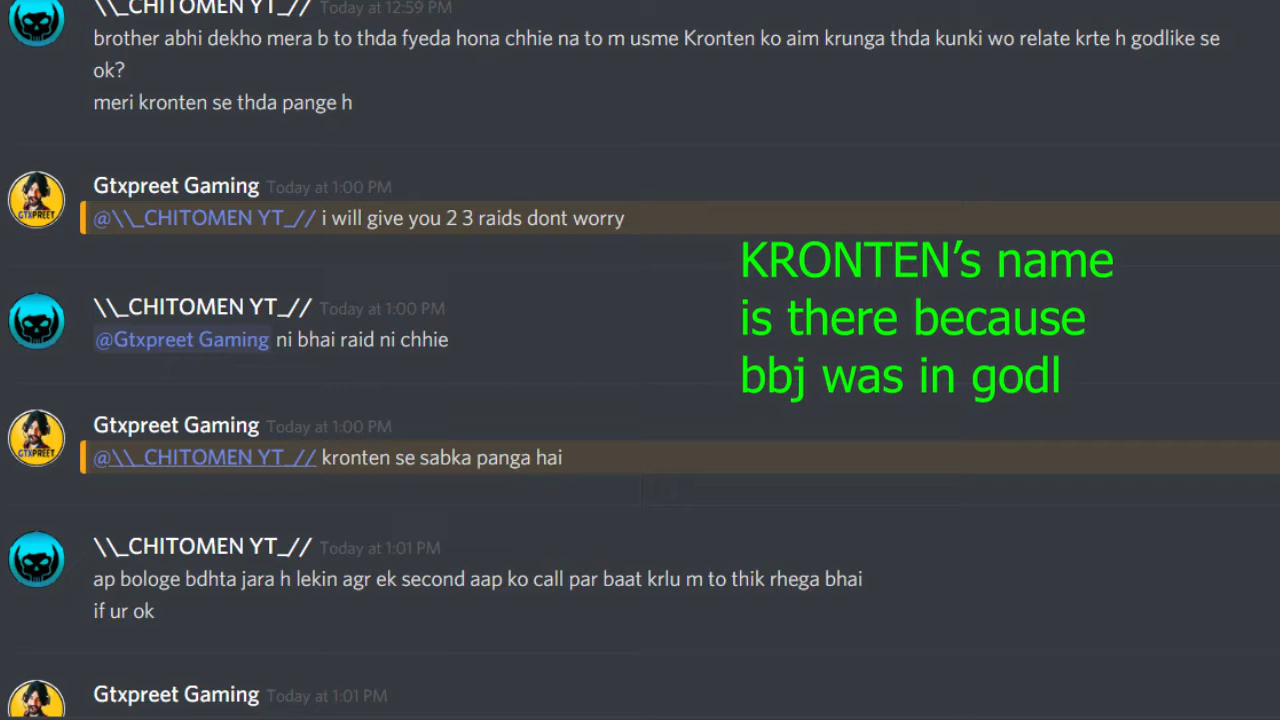 \\_CHITOMEN YT_// Today at 12:59 PM
brother abhi dekho mera b to thda fyeda hona chhie na to m usme Kronten ko aim krunga thda kunki wo relate krte h godlike se
ok?
meri kronten se thda pange h
Gtxpreet Gaming Today at 1:00 PM
@\\_CHITOMEN YT_// i will give you 2 3 raids dont worry
KRONTEN’s name
is there because
bbj was in godl
\\_CHITOMEN YT_// Today at 1:00 PM
@Gtxpreet Gaming ni bhai raid ni chhie
Gtxpreet Gaming Today at 1:00 PM
@\\_CHITOMEN YT_// kronten se sabka panga hai
\\_CHITOMEN YT_// Today at 1:01 PM
ap bologe bdhta jara h lekin agr ek second aap ko call par baat krlu m to thik rhega bhai
if ur ok
Gtxpreet Gaming Today at 1:01 PM